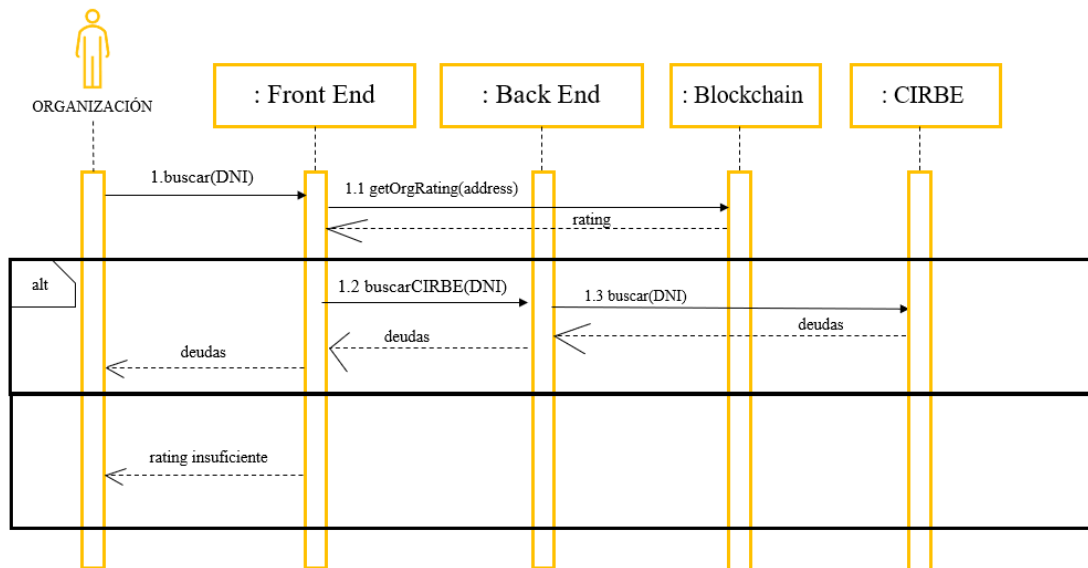 ORGANIZACIÓN
: Front End
: Back End
: Blockchain
: CIRBE
1.buscar(DNI)
1.1 getOrgRating(address)
rating
alt
1.2 buscarCIRBE(DNI)
1.3 buscar(DNI)
deudas
deudas
deudas
rating insuficiente